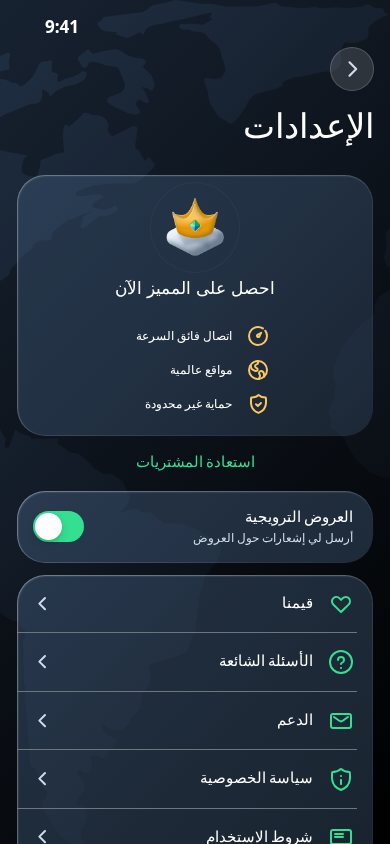 9:41
الإعدادات
احصل على المميز الآن
اتصال فائق السرعة
مواقع عالمية
حماية غير محدودة
استعادة المشتريات
العروض الترويجية
أرسل لي إشعارات حول العروض
قيمنا
الأسئلة الشائعة
الدعم
سياسة الخصوصية
شروط الاستخدام